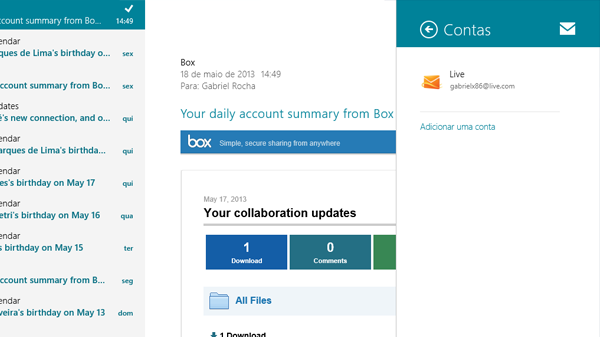 account summary from Bo... 14:49
endar
rques de Lima's birthday o... sex
account summary from Bo... sex
dates
's new connection, and o... qui
endar
arques de Lima's birthda... qui
endar
es's birthday on May 17 qui
endar
etri's birthday on May 16 qua
endar
s birthday on May 15 ter
account summary from B... seg
endar
veira's birthday on May 13 dom
Box
18 de maio de 2013 14:49
Para: Gabriel Rocha
Your daily account summary from Box
box Simple, secure sharing from anywhere
May 17, 2013
Your collaboration updates
1 0
Download Comments
All Files
1 Download
Contas
Live
gabrielx86@live.com
Adicionar uma conta